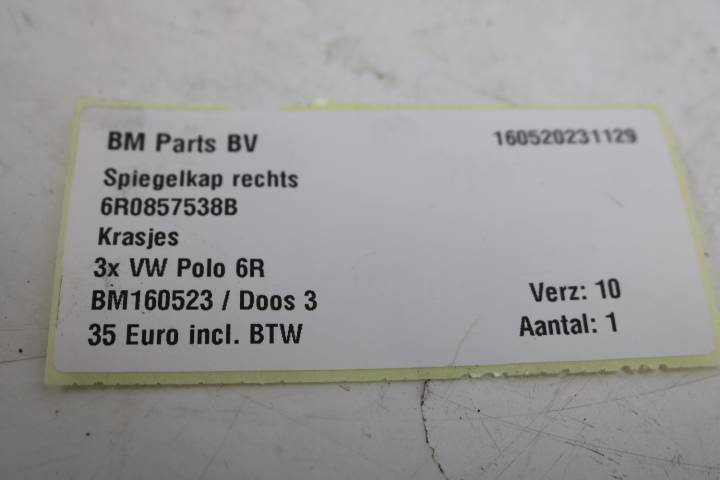 BM Parts BV
160520231129
Spiegelkap rechts
6R0857538B
Krasjes
3x VW Polo 6R
BM160523 / Doos 3
Verz: 10
35 Euro incl. BTW
Aantal: 1